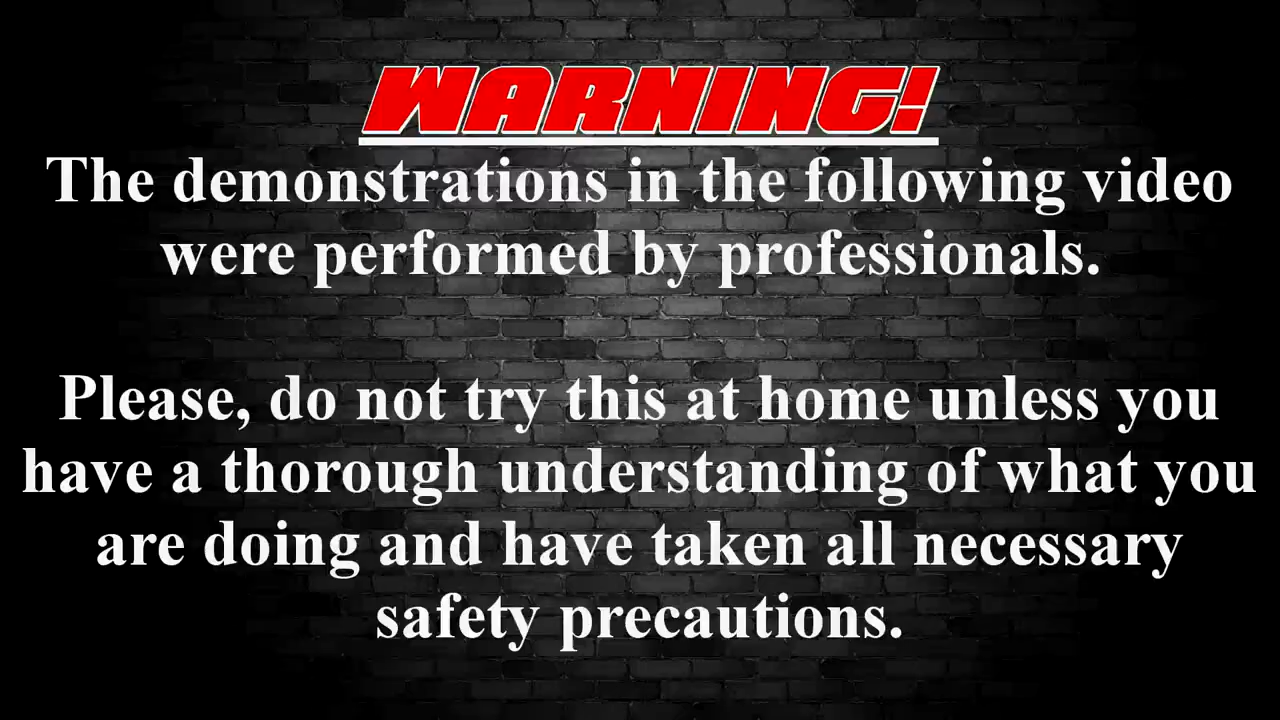 WARNING!
The demonstrations in the following video
were performed by professionals.
Please, do not try this at home unless you
have a thorough understanding of what you
are doing and have taken all necessary
safety precautions.